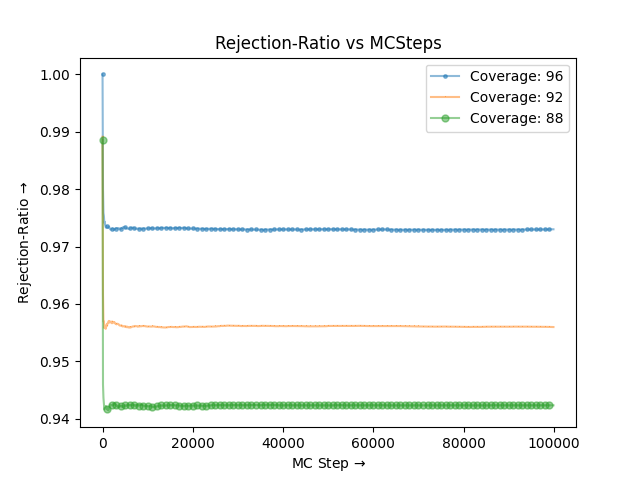 Rejection-Ratio vs MCSteps
Coverage: 96
Coverage: 92
Coverage: 88
Rejection-Ratio →
1.00
0.99
0.98
0.97
0.96
0.95
0.94
0
20000
40000
60000
80000
100000
MC Step →